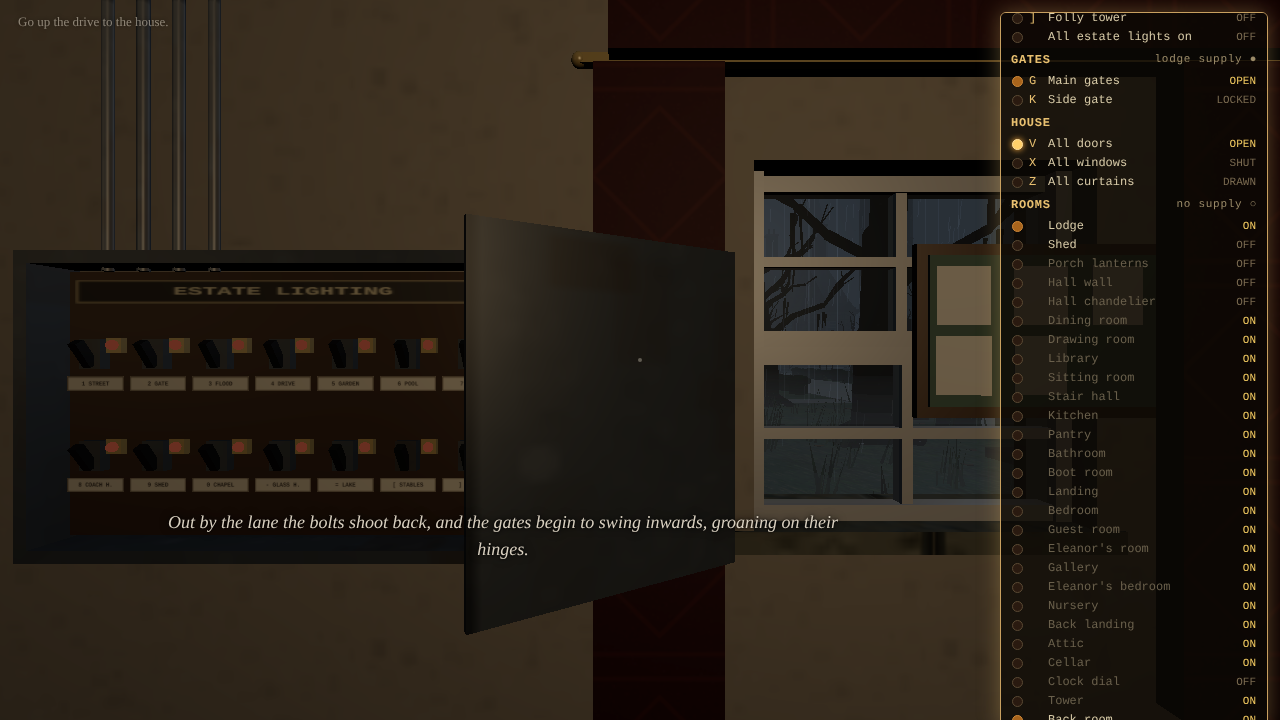 Go up the drive to the house.
ESTATE LIGHTING
1 STREET
2 GATE
3 FLOOD
4 DRIVE
5 GARDEN
6 POOL
7
8 COACH H.
9 SHED
0 CHAPEL
- GLASS H.
= LAKE
[ STABLES
]
Out by the lane the bolts shoot back, and the gates begin to swing inwards, groaning on their
hinges.
] Folly tower OFF
All estate lights on OFF
GATES lodge supply ●
G Main gates OPEN
K Side gate LOCKED
HOUSE
V All doors OPEN
X All windows SHUT
Z All curtains DRAWN
ROOMS no supply ○
Lodge ON
Shed OFF
Porch lanterns OFF
Hall wall OFF
Hall chandelier OFF
Dining room ON
Drawing room ON
Library ON
Sitting room ON
Stair hall ON
Kitchen ON
Pantry ON
Bathroom ON
Boot room ON
Landing ON
Bedroom ON
Guest room ON
Eleanor's room ON
Gallery ON
Eleanor's bedroom ON
Nursery ON
Back landing ON
Attic ON
Cellar ON
Clock dial OFF
Tower ON
Back room ON